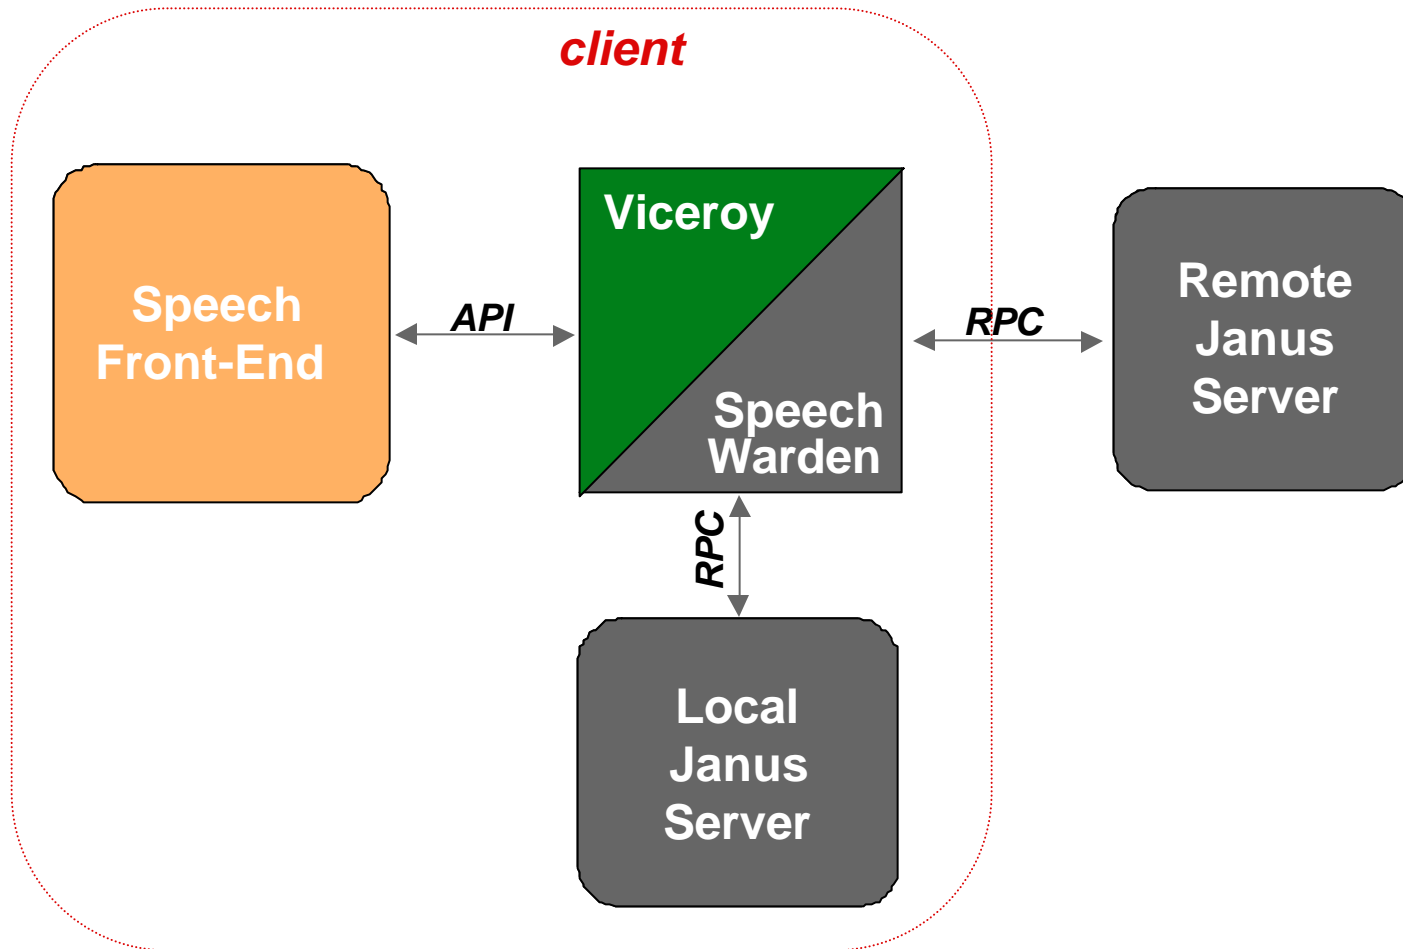 client
Speech
Front-End
API
Viceroy
Speech
Warden
RPC
Remote
Janus
Server
RPC
Local
Janus
Server